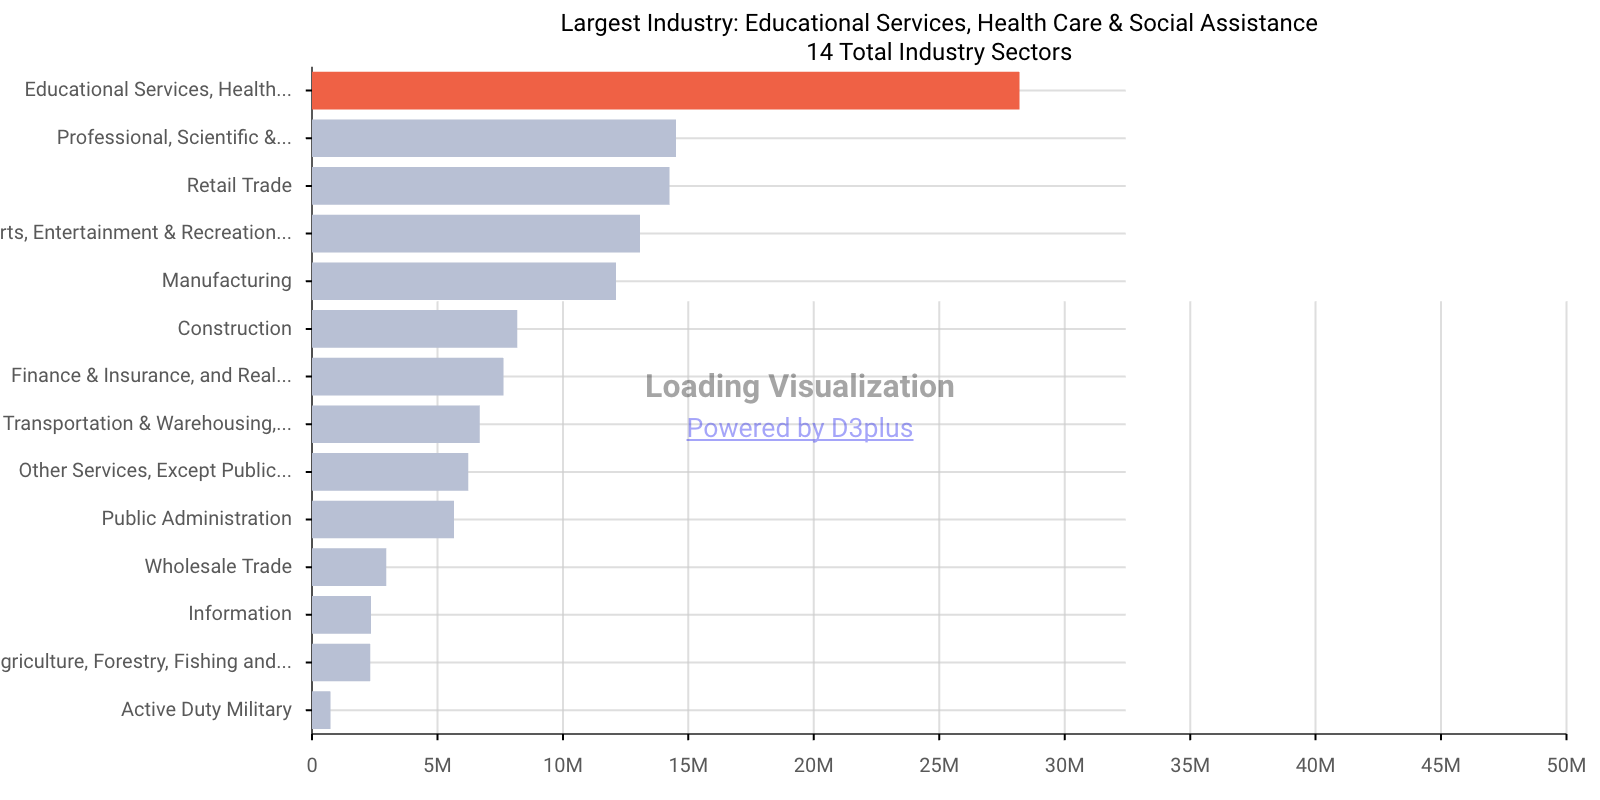 Largest Industry: Educational Services, Health Care & Social Assistance
14 Total Industry Sectors
Educational Services, Health...
Professional, Scientific &...
Retail Trade
rts, Entertainment & Recreation...
Manufacturing
Construction
Finance & Insurance, and Real...
Transportation & Warehousing,...
Other Services, Except Public...
Public Administration
Wholesale Trade
Information
griculture, Forestry, Fishing and...
Active Duty Military
Loading Visualization
Powered by D3plus
0 5M 10M 15M 20M 25M 30M 35M 40M 45M 50M